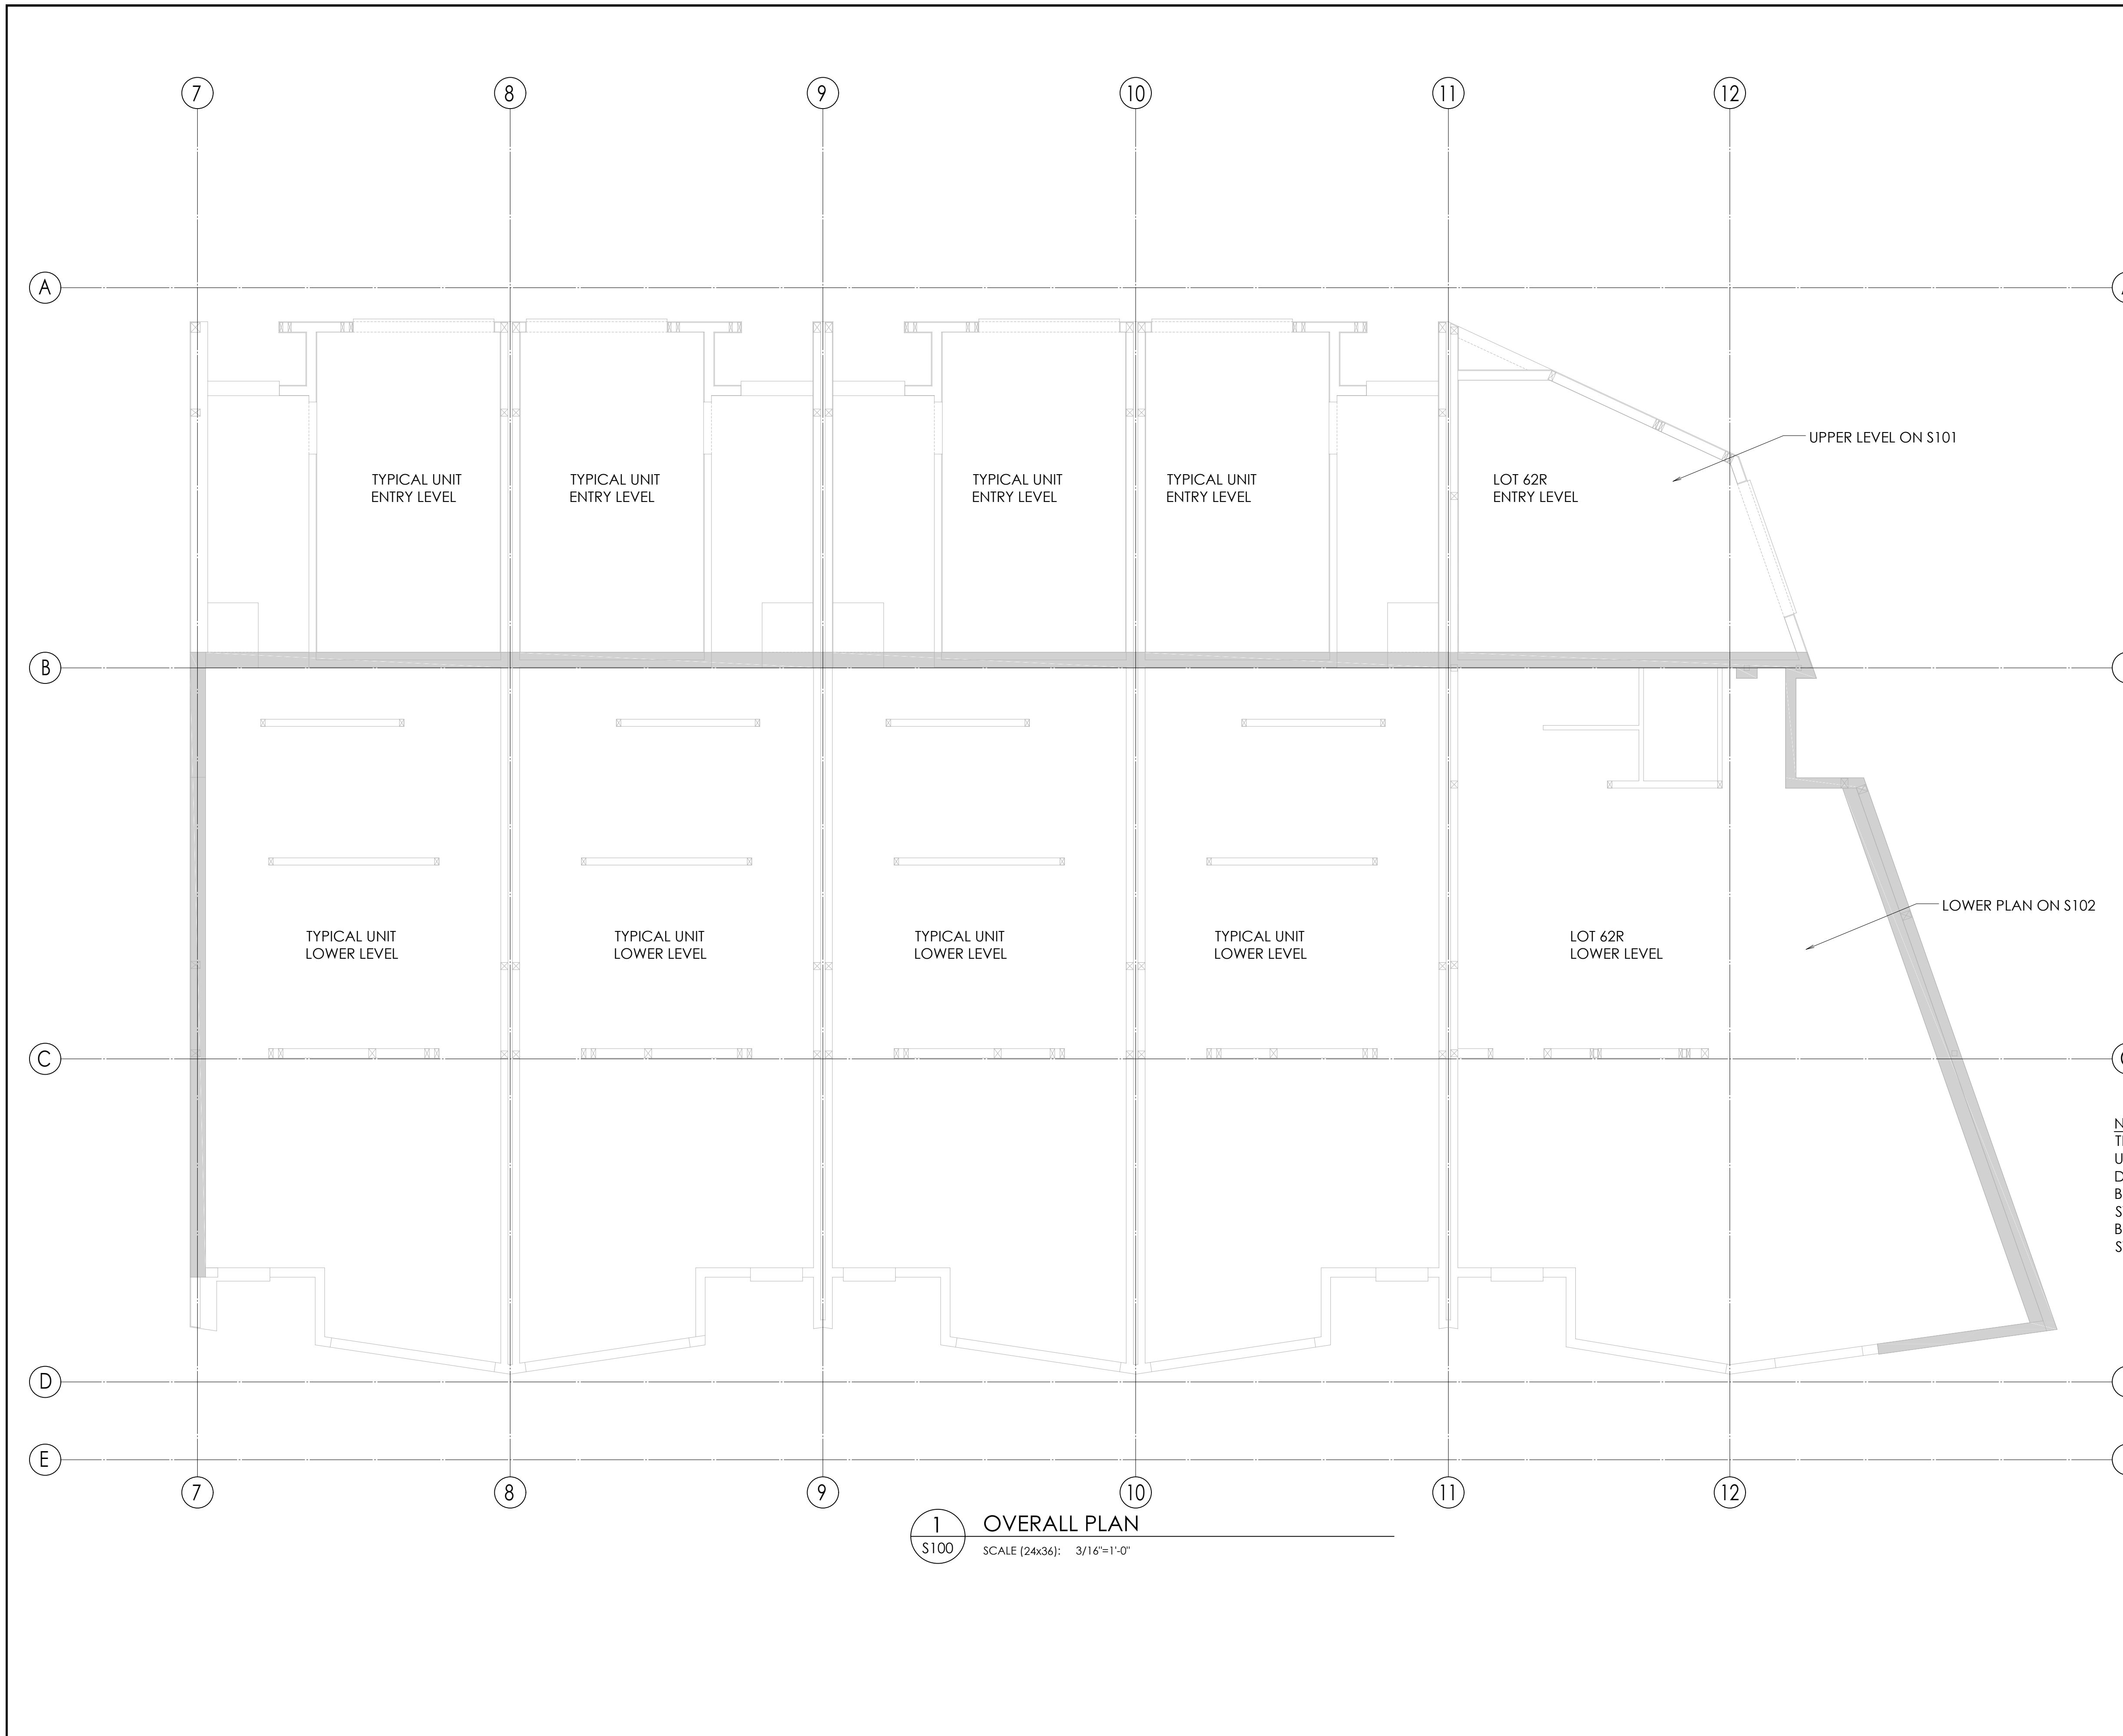 7 8 9 10 11 12
A
UPPER LEVEL ON S101
TYPICAL UNIT
ENTRY LEVEL
TYPICAL UNIT
ENTRY LEVEL
TYPICAL UNIT
ENTRY LEVEL
TYPICAL UNIT
ENTRY LEVEL
LOT 62R
ENTRY LEVEL
B
LOWER PLAN ON S102
TYPICAL UNIT
LOWER LEVEL
TYPICAL UNIT
LOWER LEVEL
TYPICAL UNIT
LOWER LEVEL
TYPICAL UNIT
LOWER LEVEL
LOT 62R
LOWER LEVEL
C
D
E
7 8 9 10 11 12
1
S100
OVERALL PLAN
SCALE (24x36): 3/16"=1'-0"